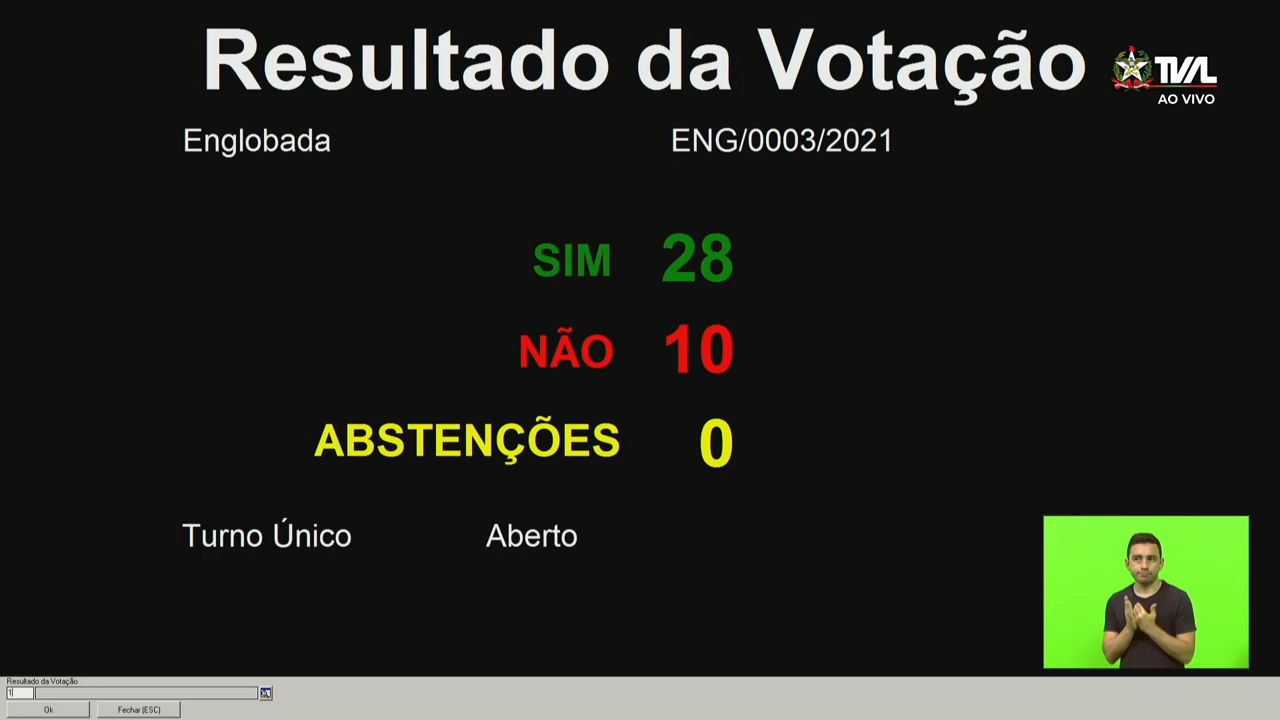 Resultado da Votação
TVAL
AO VIVO
Englobada ENG/0003/2021
SIM 28
NÃO 10
ABSTENÇÕES 0
Turno Único Aberto
Resultado da Votação
1
Ok Fechar (ESC)